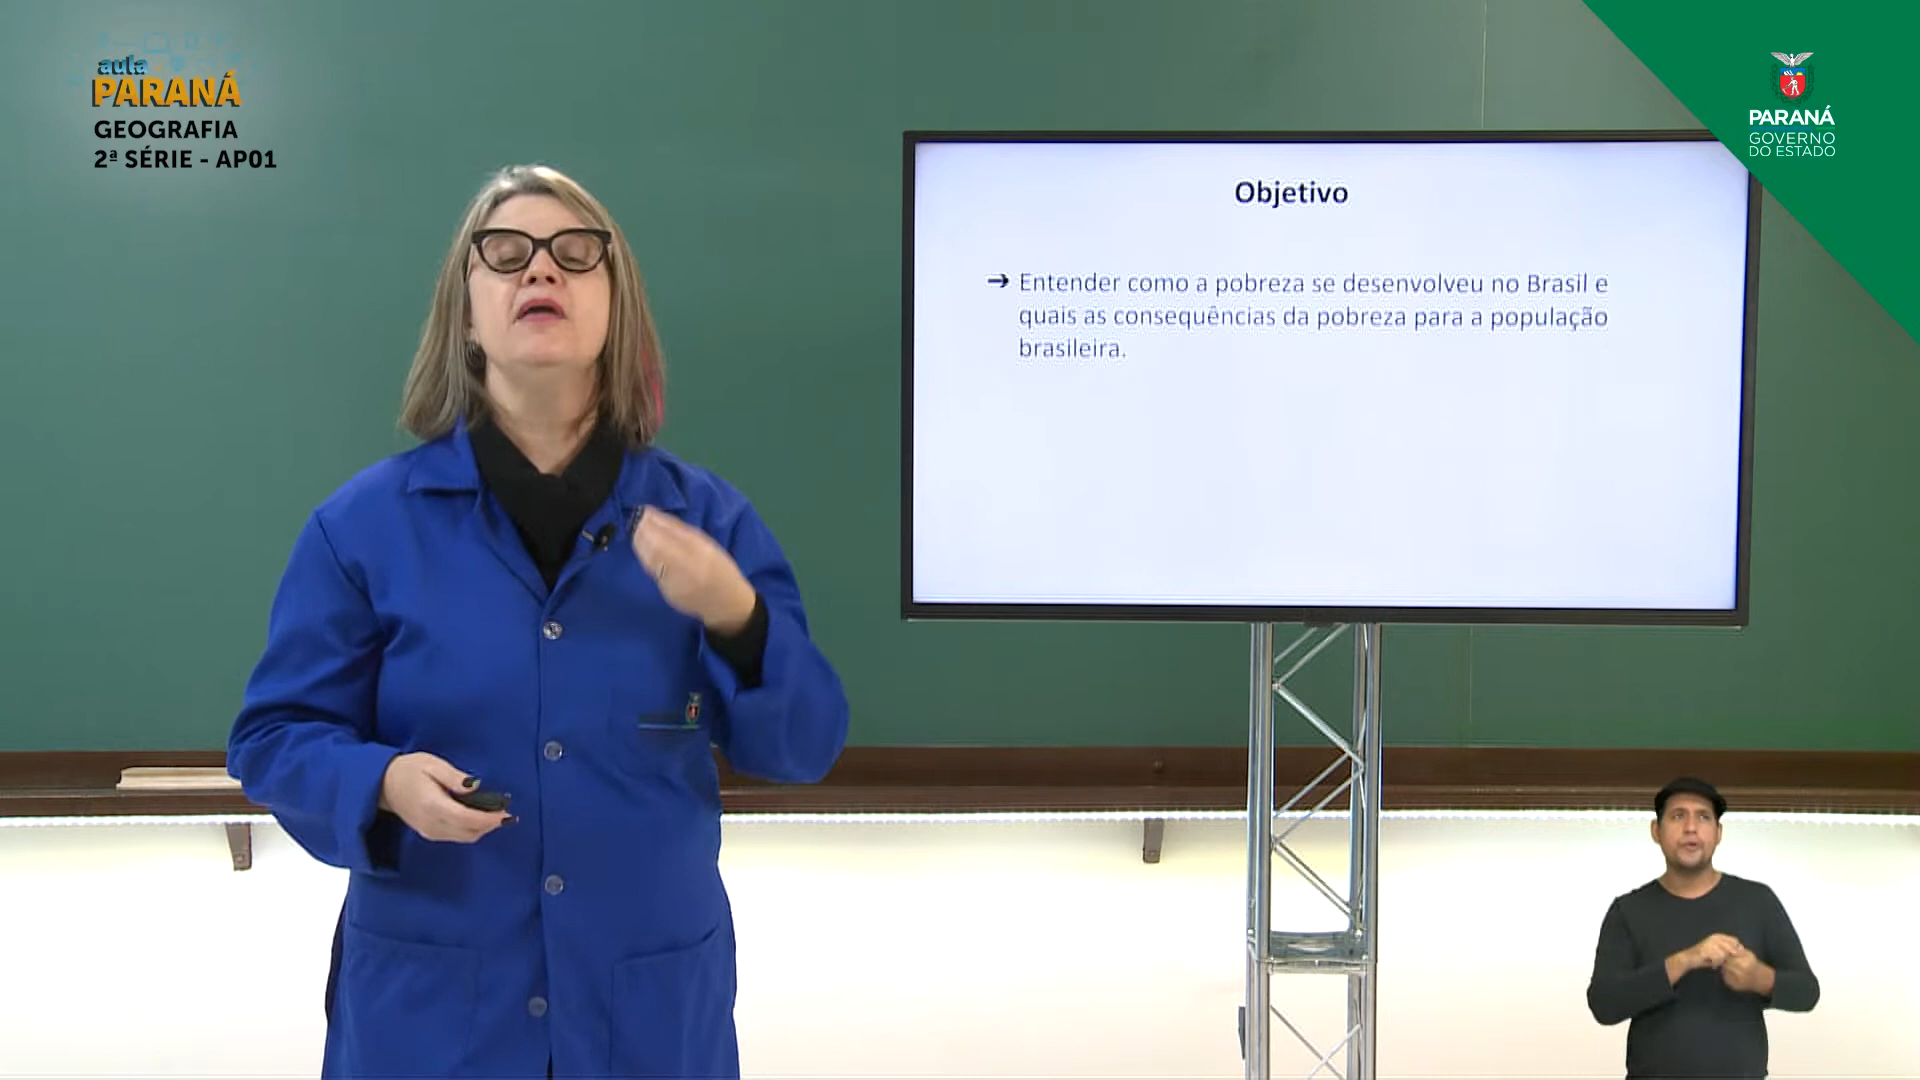 aula
PARANÁ
GEOGRAFIA
2ª SÉRIE - AP01
PARANÁ
GOVERNO
DO ESTADO
Objetivo
➔ Entender como a pobreza se desenvolveu no Brasil e
quais as consequências da pobreza para a população
brasileira.